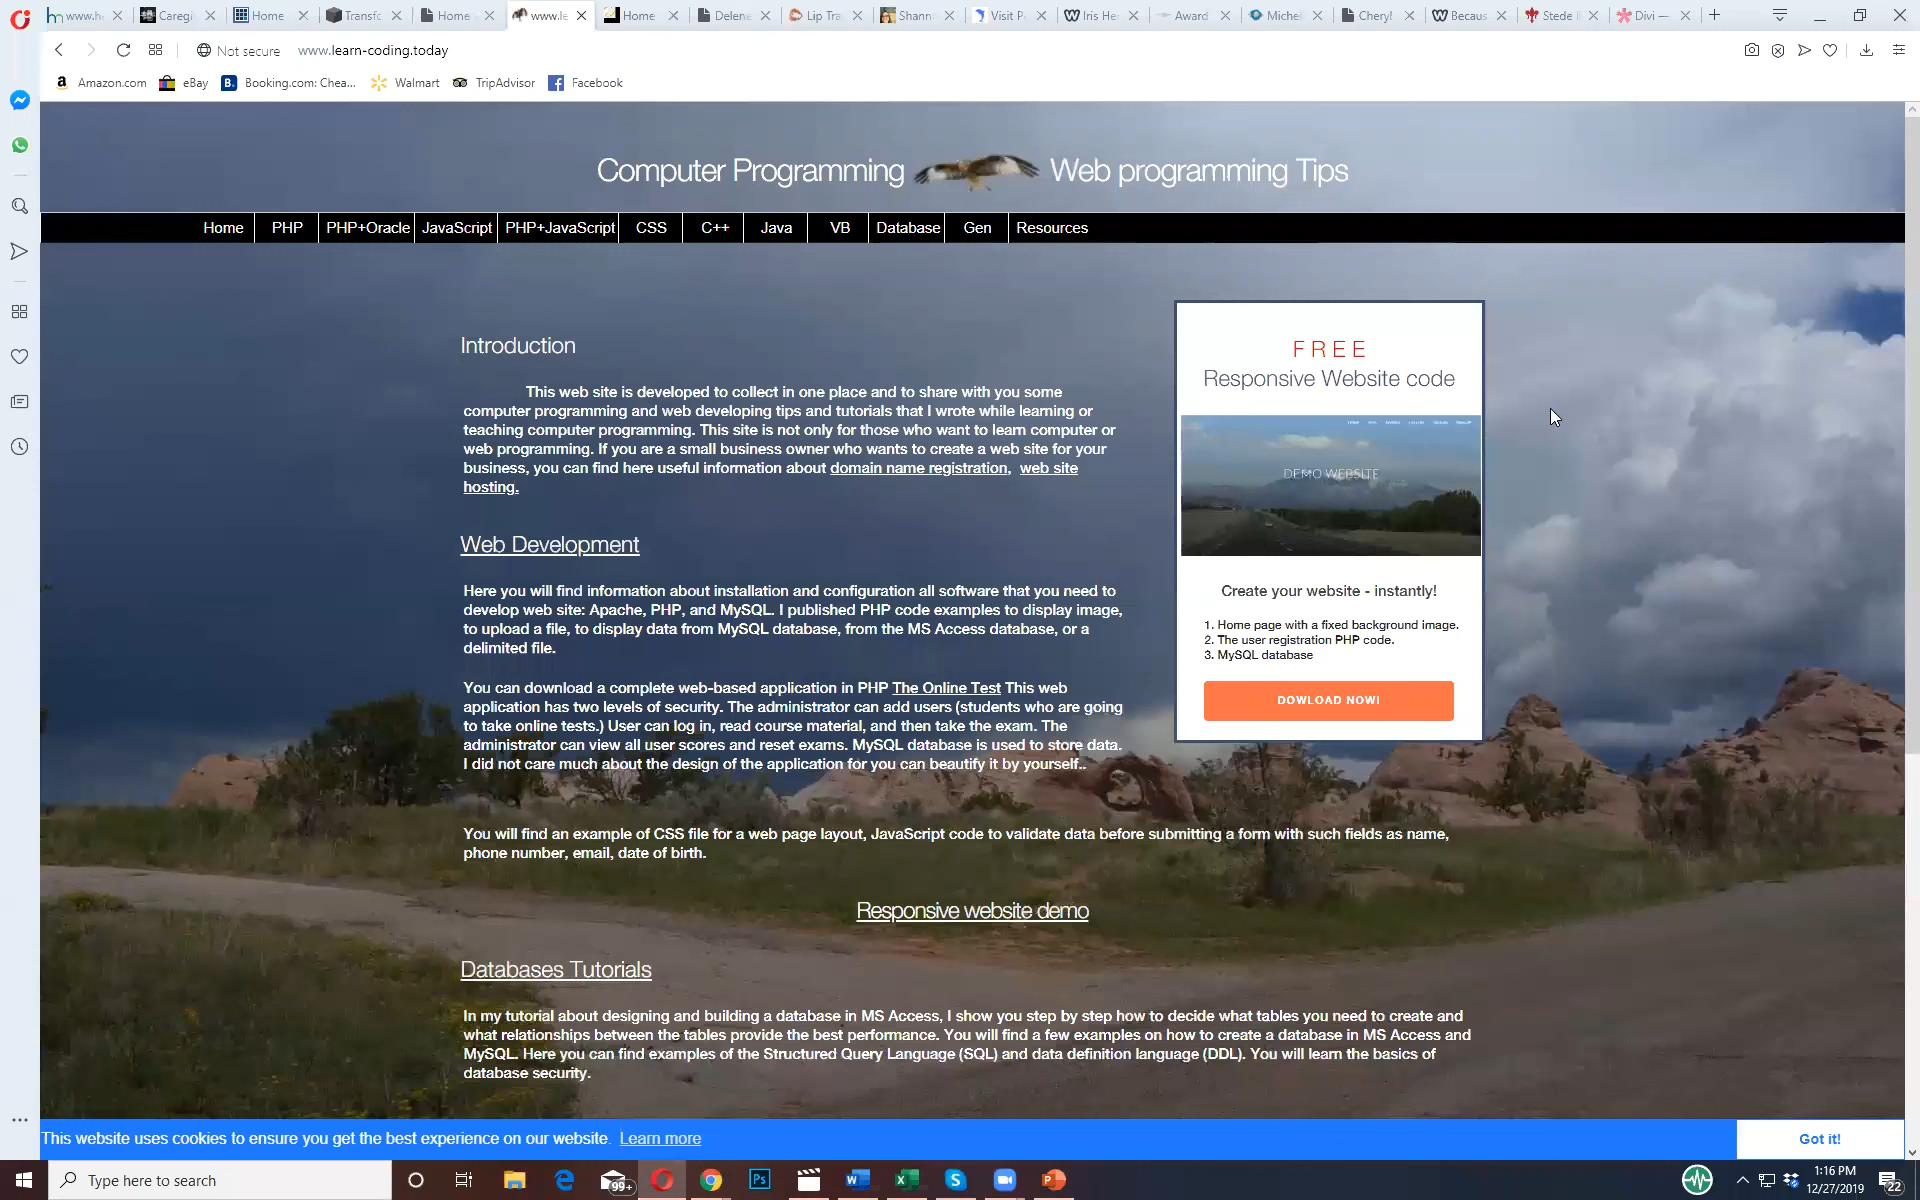 www.h
Caregi
Home
Transfo
Home
www.le
Home
Delene
Lip Tra
Shann
Visit P
Iris He
Award
Michel
Chery!
Becaus
Stede
Divi —
Not secure
www.learn-coding.today
Amazon.com
eBay
Booking.com: Chea...
Walmart
TripAdvisor
Facebook
Computer Programming Web programming Tips
Home PHP PHP+Oracle JavaScript PHP+JavaScript CSS C++ Java VB Database Gen Resources
Introduction
This web site is developed to collect in one place and to share with you some
computer programming and web developing tips and tutorials that I wrote while learning or
teaching computer programming. This site is not only for those who want to learn computer or
web programming. If you are a small business owner who wants to create a web site for your
business, you can find here useful information about domain name registration, web site
hosting.
Web Development
Here you will find information about installation and configuration all software that you need to
develop web site: Apache, PHP, and MySQL. I published PHP code examples to display image,
to upload a file, to display data from MySQL database, from the MS Access database, or a
delimited file.
You can download a complete web-based application in PHP The Online Test This web
application has two levels of security. The administrator can add users (students who are going
to take online tests.) User can log in, read course material, and then take the exam. The
administrator can view all user scores and reset exams. MySQL database is used to store data.
I did not care much about the design of the application for you can beautify it by yourself..
FREE
Responsive Website code
DEMO WEBSITE
Create your website - instantly!
1. Home page with a fixed background image.
2. The user registration PHP code.
3. MySQL database
DOWLOAD NOW!
You will find an example of CSS file for a web page layout, JavaScript code to validate data before submitting a form with such fields as name,
phone number, email, date of birth.
Responsive website demo
Databases Tutorials
In my tutorial about designing and building a database in MS Access, I show you step by step how to decide what tables you need to create and
what relationships between the tables provide the best performance. You will find a few examples on how to create a database in MS Access and
MySQL. Here you can find examples of the Structured Query Language (SQL) and data definition language (DDL). You will learn the basics of
database security.
This website uses cookies to ensure you get the best experience on our website. Learn more
Got it!
Type here to search
99+
1:16 PM
12/27/2019
22